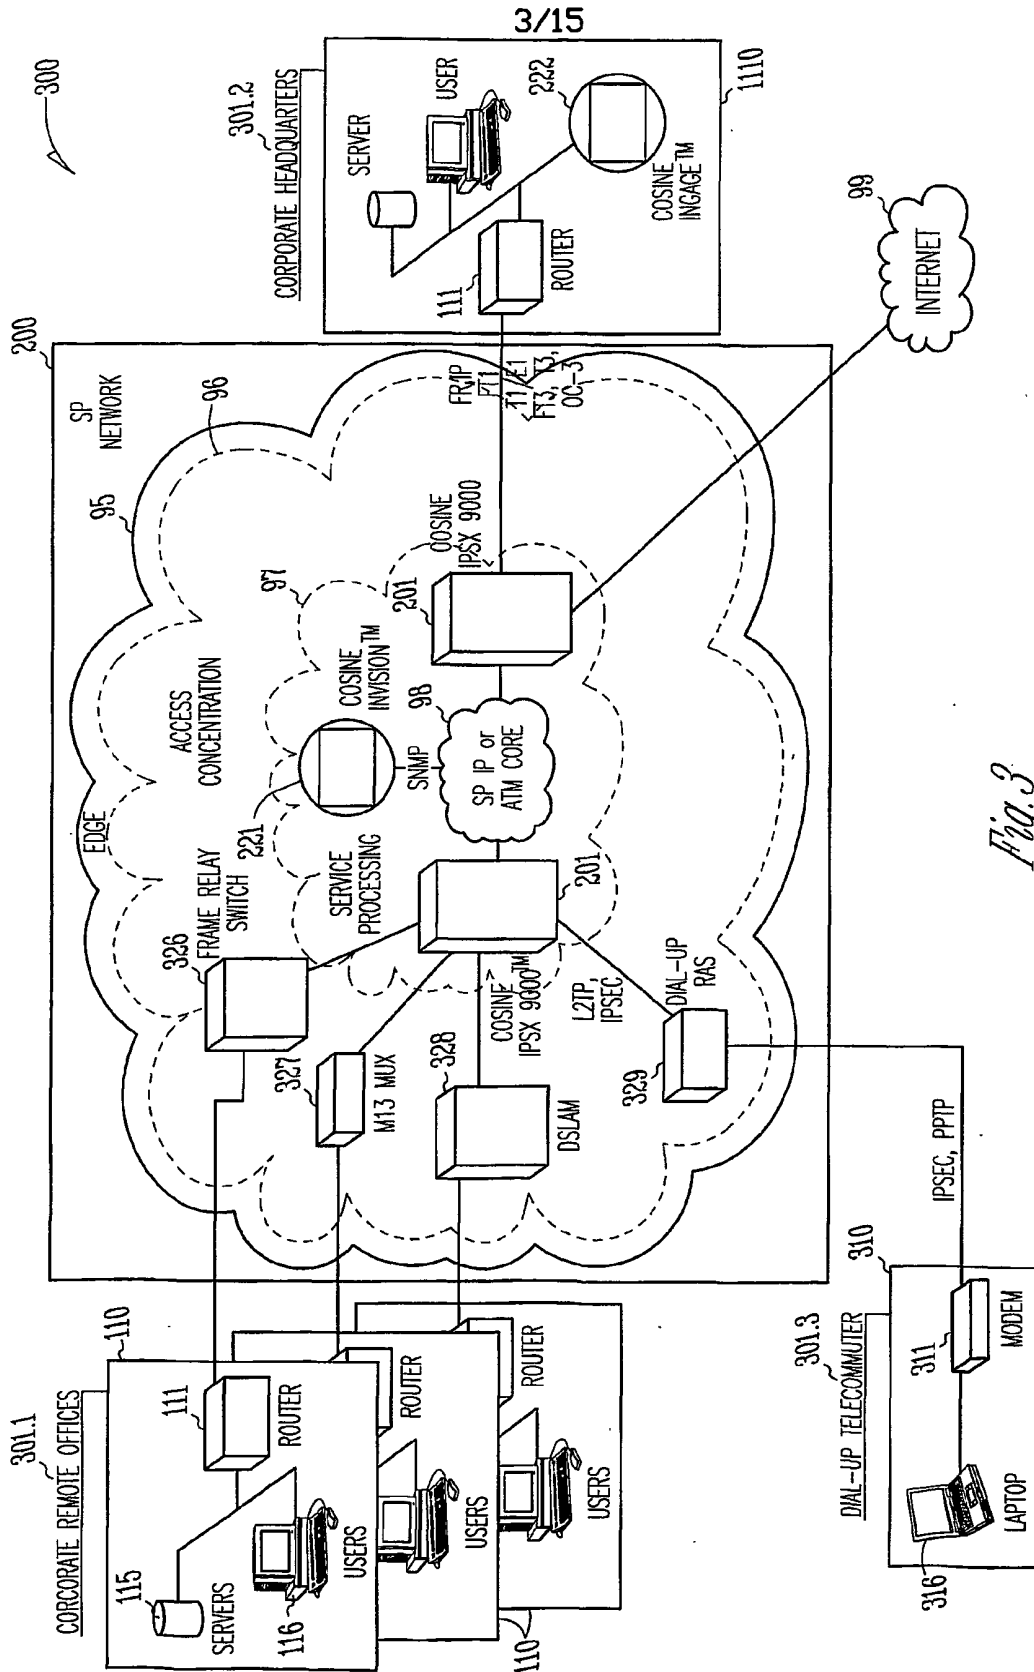 3/15
300
200
SP
NETWORK
95
96
EDGE
ACCESS
CONCENTRATION
97
SERVICE
PROCESSING
221
COSINE
INVISION™
SNMP
98
SP IP or
ATM CORE
201
COSINE
IPSX 9000™
201
OOSINE
IPSX 9000
FR1P
FT1
T1 E1
FT3, T3,
OC-3
326
FRAME RELAY
SWITCH
327
M13 MUX
328
DSLAM
329
DIAL-UP
RAS
L2TP,
IPSEC
301.1
CORCORATE REMOTE OFFICES
110
111
ROUTER
115
SERVERS
116
USERS
ROUTER
USERS
ROUTER
USERS
110
301.2
CORPORATE HEADQUARTERS
SERVER
USER
222
COSINE
INGAGE™
111
ROUTER
1110
99
INTERNET
301.3
DIAL-UP TELECOMMUTER
310
311
MODEM
316
LAPTOP
IPSEC, PPTP
Fig. 3